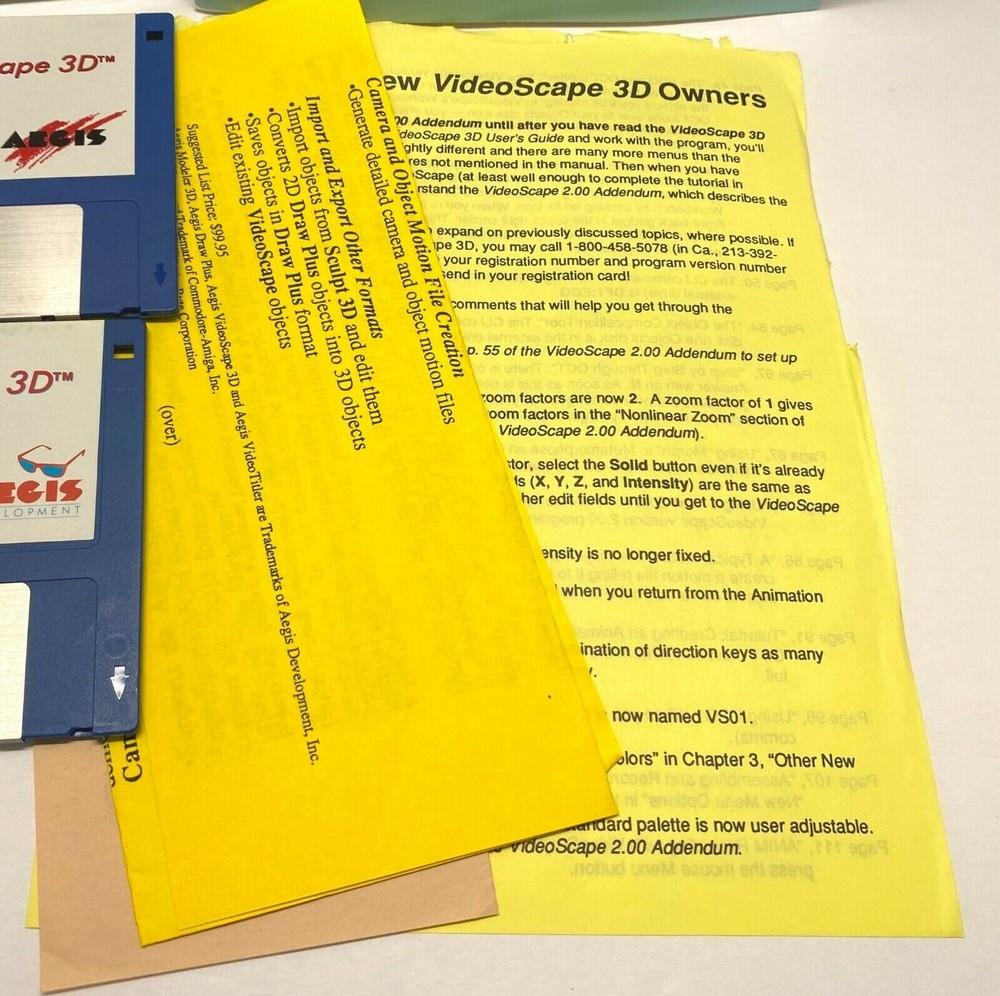 ape 3D™
AEGIS
3D™
EGIS
LOPMENT
Camera and Object Motion File Creation
•Generate detailed camera and object motion files
Import and Export Other Formats
•Import objects from Sculpt 3D and edit them
•Converts 2D Draw Plus objects into 3D objects
•Saves objects in Draw Plus format
•Edit existing VideoScape objects
Suggested List Price: $99.95
Aegis Modeler 3D, Aegis Draw Plus, Aegis VideoScape 3D and Aegis VideoTitler are Trademarks of Aegis Development, Inc.
Trademark of Commodore-Amiga, Inc.
Corporation
(over)
Can
ew VideoScape 3D Owners
00 Addendum until after you have read the VideoScape 3D
ideoScape 3D User's Guide and work with the program, you'll
ghtly different and there are many more menus than the
res not mentioned in the manual. Then when you have
Scape (at least well enough to complete the tutorial in
rstand the VideoScape 2.00 Addendum, which describes the
expand on previously discussed topics, where possible. If
pe 3D, you may call 1-800-458-5078 (in Ca., 213-392-
your registration number and program version number
end in your registration card!
comments that will help you get through the
p. 55 of the VideoScape 2.00 Addendum to set up
zoom factors are now 2. A zoom factor of 1 gives
oom factors in the “Nonlinear Zoom” section of
VideoScape 2.00 Addendum).
ctor, select the Solid button even if it's already
ls (X, Y, Z, and Intensity) are the same as
her edit fields until you get to the VideoScape
ensity is no longer fixed.
when you return from the Animation
ination of direction keys as many
y.
now named VS01.
olors” in Chapter 3, “Other New
tandard palette is now user adjustable.
VideoScape 2.00 Addendum.